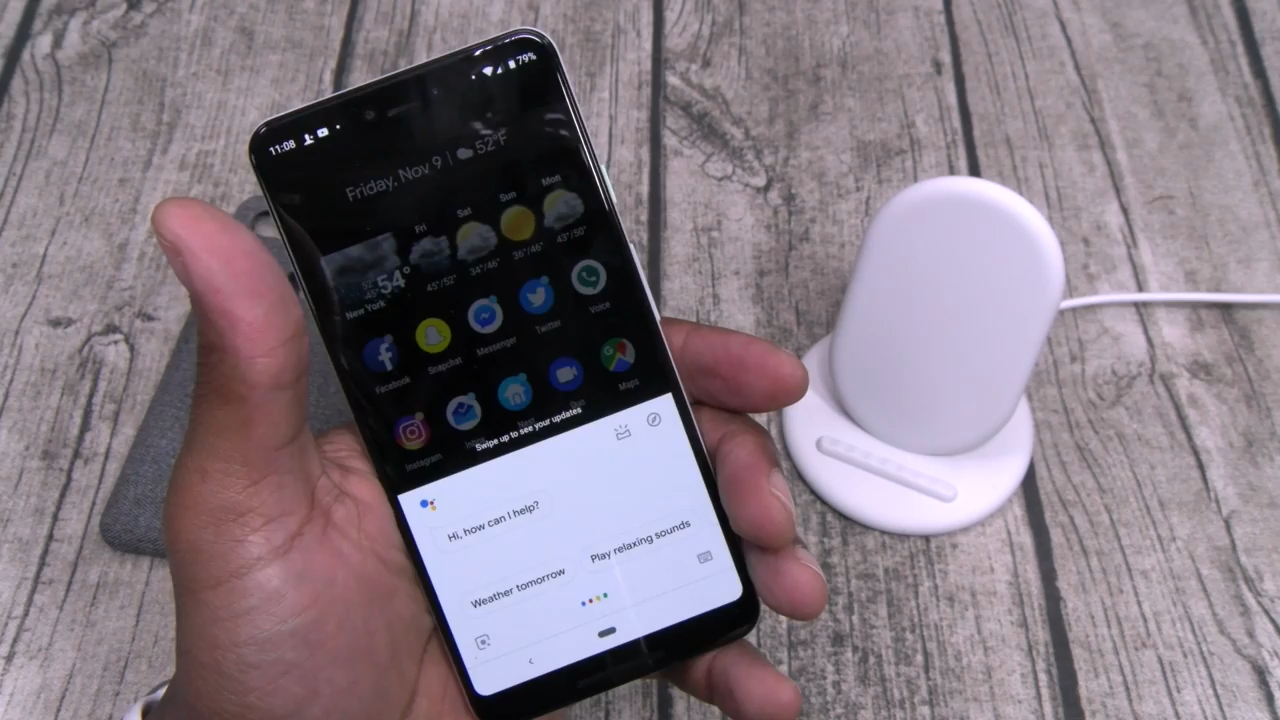 11:08
79%
Friday, Nov 9 | 52°F
Fri
Sat
Sun
Mon
54°
New York
45°/52°
34°/46°
36°/46°
43°/50°
Facebook
Snapchat
Messenger
Twitter
Voice
Instagram
Duo
Maps
Swipe up to see your updates
Hi, how can I help?
Weather tomorrow
Play relaxing sounds